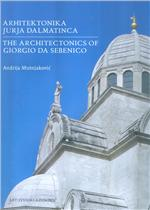 ARHITEKTONIKA
JURJA DALMATINCA
THE ARCHITECTONICS OF
GIORGIO DA SEBENICO
Andrija Mutnjaković